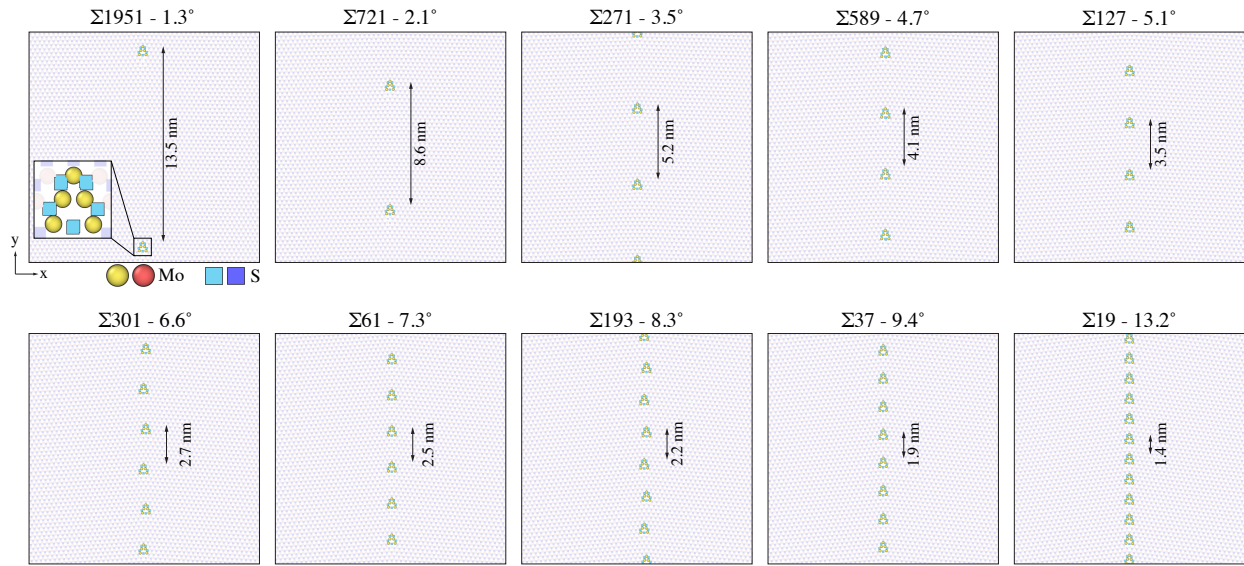 Σ1951 - 1.3° Σ721 - 2.1° Σ271 - 3.5° Σ589 - 4.7° Σ127 - 5.1°
13.5 nm
8.6 nm
5.2 nm
4.1 nm
3.5 nm
y
x
Mo
S
Σ301 - 6.6° Σ61 - 7.3° Σ193 - 8.3° Σ37 - 9.4° Σ19 - 13.2°
2.7 nm
2.5 nm
2.2 nm
1.9 nm
1.4 nm